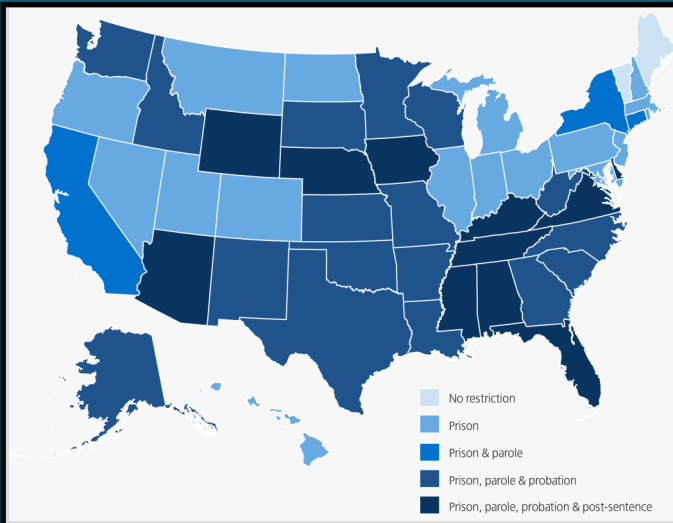 No restriction
Prison
Prison & parole
Prison, parole & probation
Prison, parole, probation & post-sentence